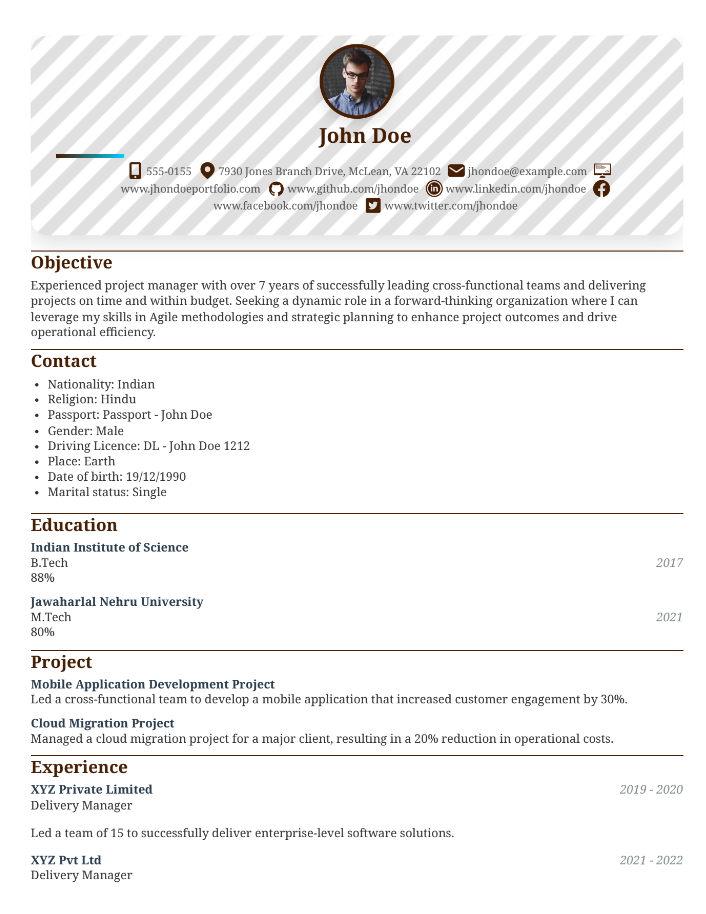 John Doe
555-0155 7930 Jones Branch Drive, McLean, VA 22102 jhondoe@example.com
www.jhondoeportfolio.com www.github.com/jhondoe www.linkedin.com/jhondoe
www.facebook.com/jhondoe www.twitter.com/jhondoe
Objective
Experienced project manager with over 7 years of successfully leading cross-functional teams and delivering
projects on time and within budget. Seeking a dynamic role in a forward-thinking organization where I can
leverage my skills in Agile methodologies and strategic planning to enhance project outcomes and drive
operational efficiency.
Contact
• Nationality: Indian
• Religion: Hindu
• Passport: Passport - John Doe
• Gender: Male
• Driving Licence: DL - John Doe 1212
• Place: Earth
• Date of birth: 19/12/1990
• Marital status: Single
Education
Indian Institute of Science
B.Tech 2017
88%
Jawaharlal Nehru University
M.Tech 2021
80%
Project
Mobile Application Development Project
Led a cross-functional team to develop a mobile application that increased customer engagement by 30%.
Cloud Migration Project
Managed a cloud migration project for a major client, resulting in a 20% reduction in operational costs.
Experience
XYZ Private Limited 2019 - 2020
Delivery Manager
Led a team of 15 to successfully deliver enterprise-level software solutions.
XYZ Pvt Ltd 2021 - 2022
Delivery Manager